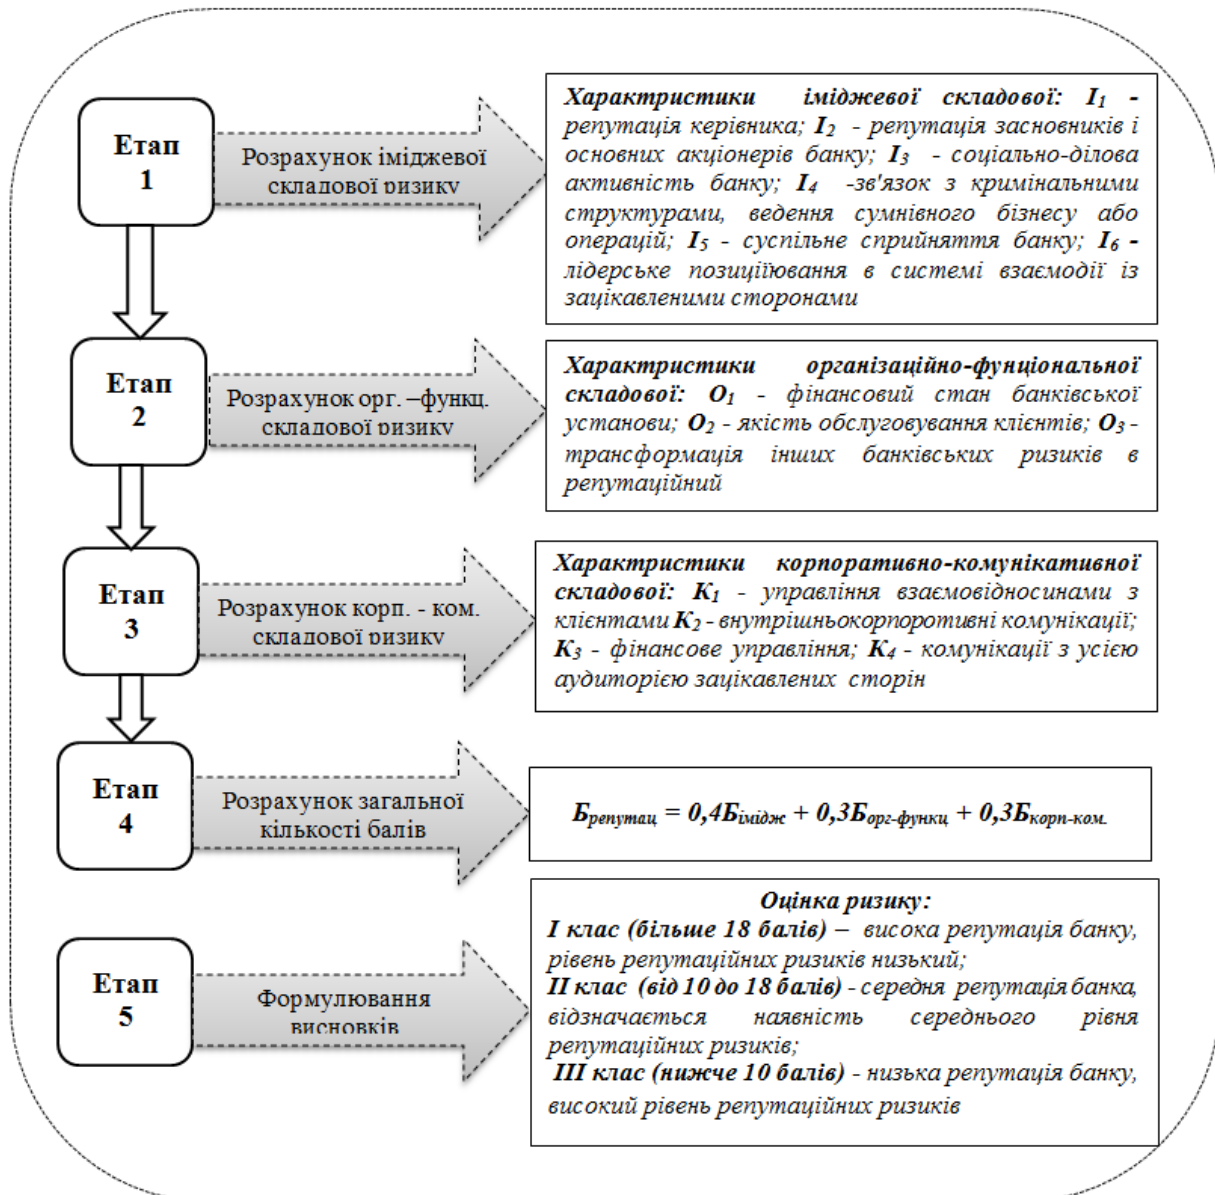 Етап
1
Розрахунок іміджевої
складової ризику
Характристики іміджевої складової: I1 -
репутація керівника; I2 - репутація засновників і
основних акціонерів банку; I3 - соціально-ділова
активність банку; I4 -зв'язок з кримінальними
структурами, ведення сумнівного бізнесу або
операцій; I5 - суспільне сприйняття банку; I6 -
лідерське позиціїювання в системі взаємодії із
зацікавленими сторонами
Етап
2
Розрахунок орг. –функц.
складової ризику
Характристики організаційно-фунціональної
складової: O1 - фінансовий стан банківської
установи; O2 - якість обслуговування клієнтів; O3 -
трансформація інших банківських ризиків в
репутаційний
Етап
3
Розрахунок корп. - ком.
складової ризику
Характристики корпоративно-комунікативної
складової: К1 - управління взаємовідносинами з
клієнтами К2 - внутрішньокорпоротивні комунікації;
К3 - фінансове управління; К4 - комунікації з усією
аудиторією зацікавлених сторін
Етап
4
Розрахунок загальної
кількості балів
Брепутац = 0,4Бімідж + 0,3Борг-функц + 0,3Бкорп-ком.
Етап
5
Формулювання
висновків
Оцінка ризику:
I клас (більше 18 балів) – висока репутація банку,
рівень репутаційних ризиків низький;
II клас (від 10 до 18 балів) - середня репутація банка,
відзначається наявність середнього рівня
репутаційних ризиків;
III клас (нижче 10 балів) - низька репутація банку,
високий рівень репутаційних ризиків